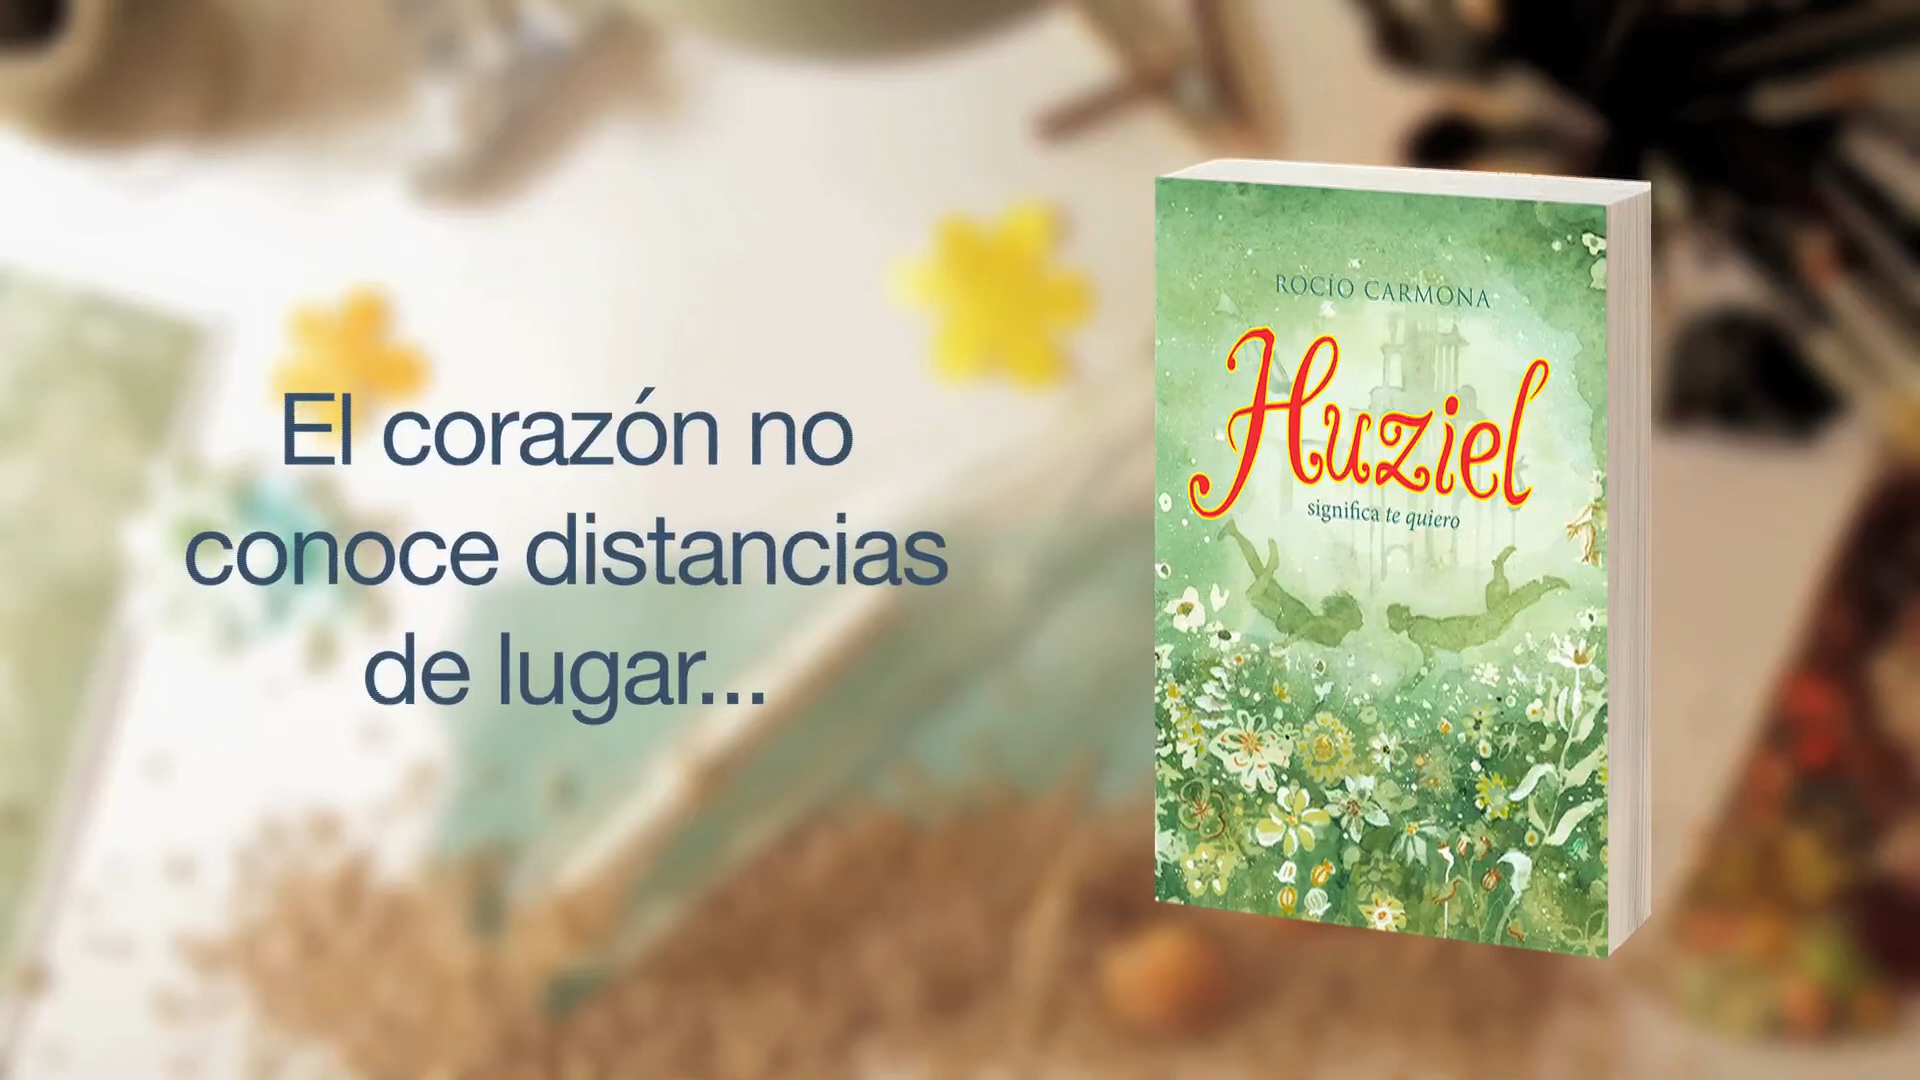 El corazón no
conoce distancias
de lugar...
ROCÍO CARMONA
Huziel
significa te quiero